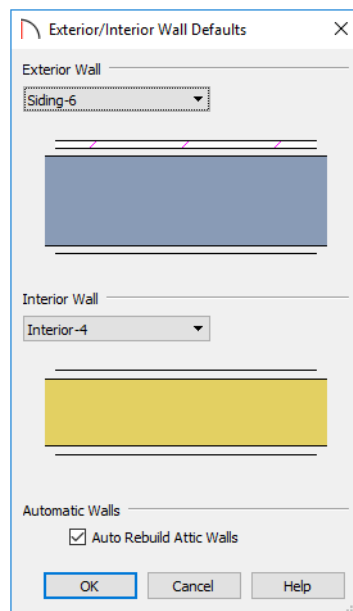 Exterior/Interior Wall Defaults
Exterior Wall
Siding-6
Interior Wall
Interior-4
Automatic Walls
Auto Rebuild Attic Walls
OK Cancel Help